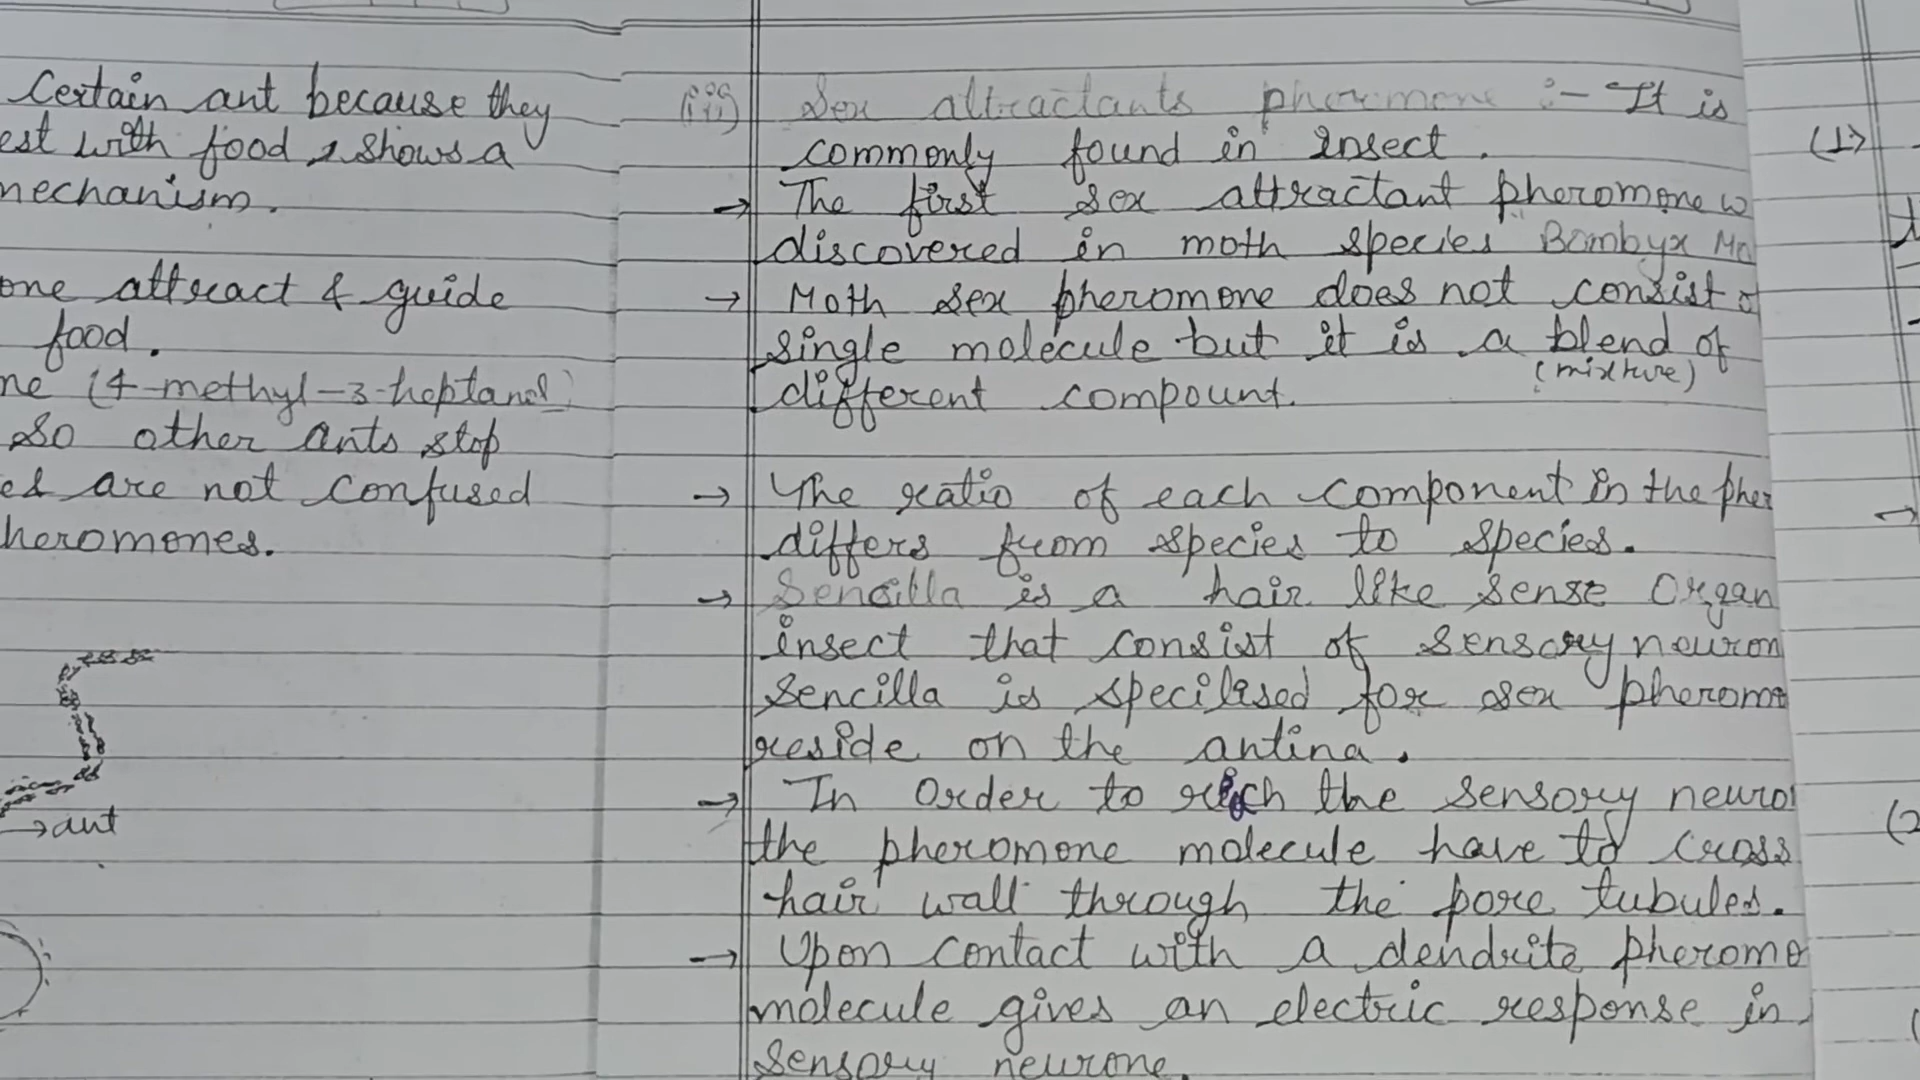 Certain ant because they
est with food & shows a
mechanism.
one attract & guide
food.
ne (4-methyl-3-heptanol)
So other ants stop
ed are not confused
heromones.
→ant
(iii) Sex attractants pheromone :- It is
commonly found in insect.
→ The first sex attractant pheromone w
discovered in moth species Bombyx Mo
→ Moth sex pheromone does not consist o
single molecule but it is a blend of
(mixture)
different compount.
→ The ratio of each component in the pher
differs from species to species.
→ Sencilla is a hair like sense Organ
insect that consist of sensory neuron
Sencilla is specilased for sex pheromo
reside on the antina.
→ In Order to reach the sensory neuro
the pheromone molecule have to cross
hair wall through the pore tubules.
→ Upon contact with a dendrite pheromo
molecule gives an electric response in
sensory neurone.
(1)
→
(2
(